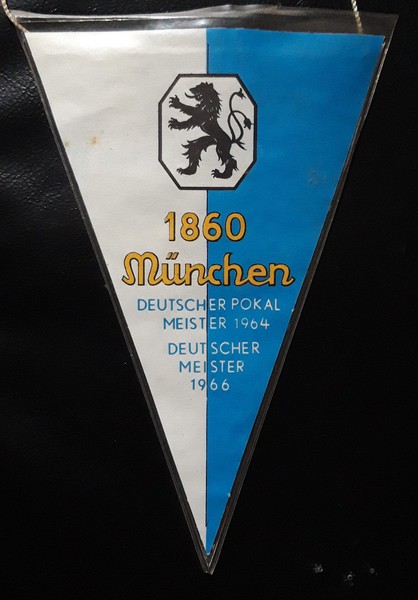 1860
München
DEUTSCHER POKAL
MEISTER 1964
DEUTSCHER
MEISTER
1966